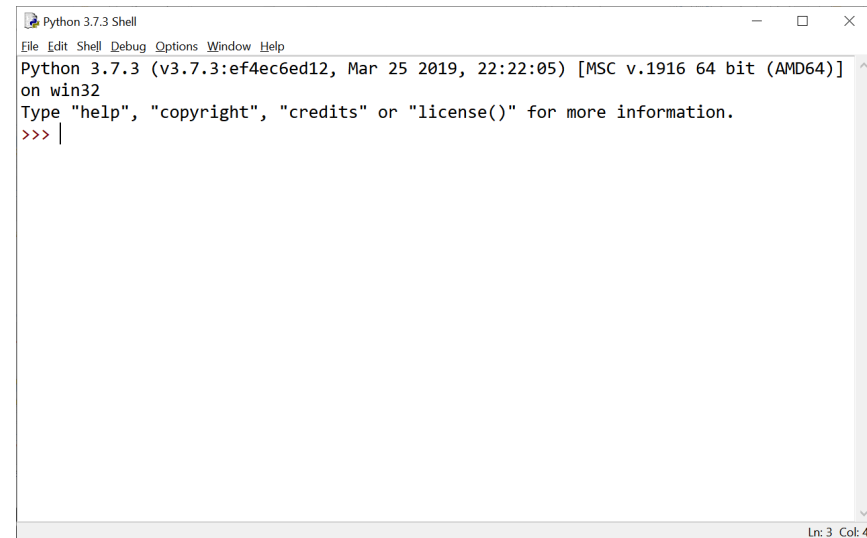 Python 3.7.3 Shell
File Edit Shell Debug Options Window Help
Python 3.7.3 (v3.7.3:ef4ec6ed12, Mar 25 2019, 22:22:05) [MSC v.1916 64 bit (AMD64)]
on win32
Type "help", "copyright", "credits" or "license()" for more information.
>>>
Ln: 3 Col: 4